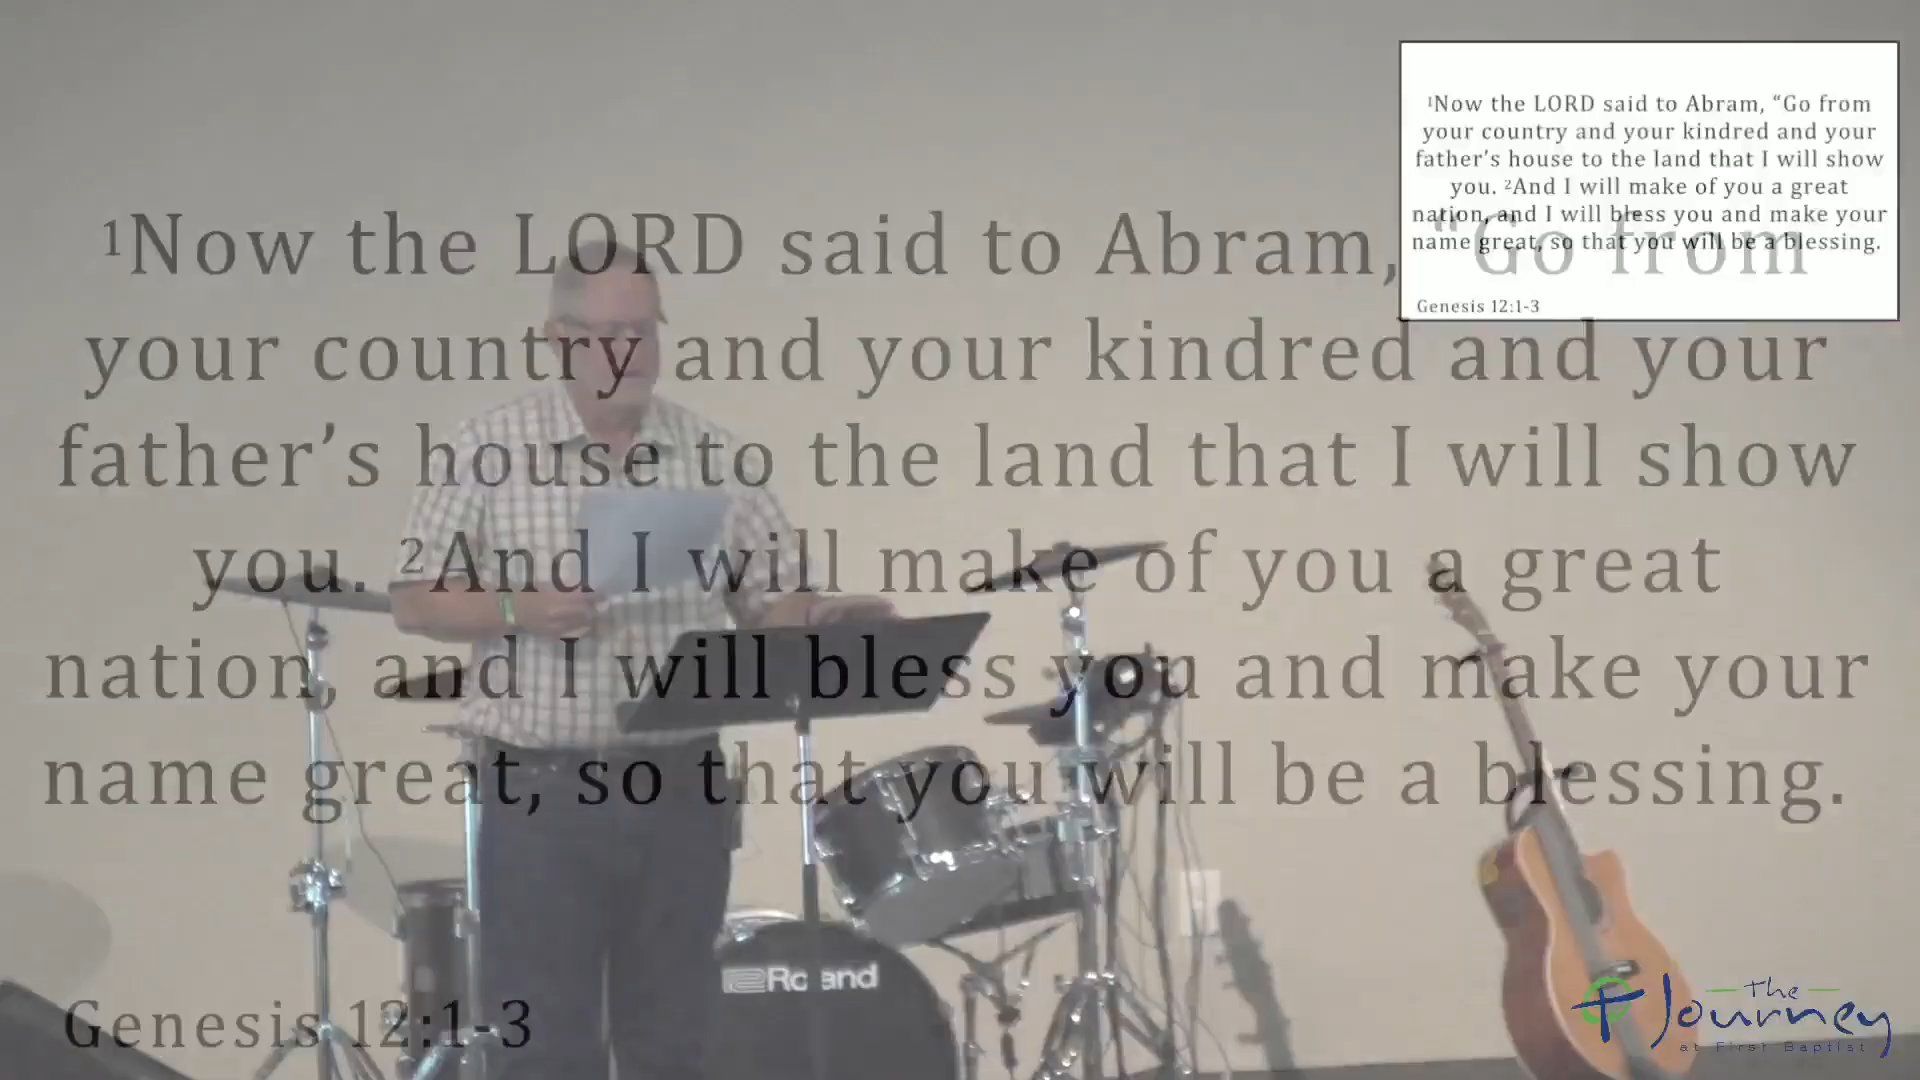 ¹Now the LORD said to Abram, “Go from
your country and your kindred and your
father’s house to the land that I will show
you. ²And I will make of you a great
nation, and I will bless you and make your
name great, so that you will be a blessing.
Genesis 12:1-3
¹Now the LORD said to Abram, “Go from
your country and your kindred and your
father’s house to the land that I will show
you. ²And I will make of you a great
nation, and I will bless you and make your
name great, so that you will be a blessing.
Genesis 12:1-3
Roland
The
Journey
at First Baptist